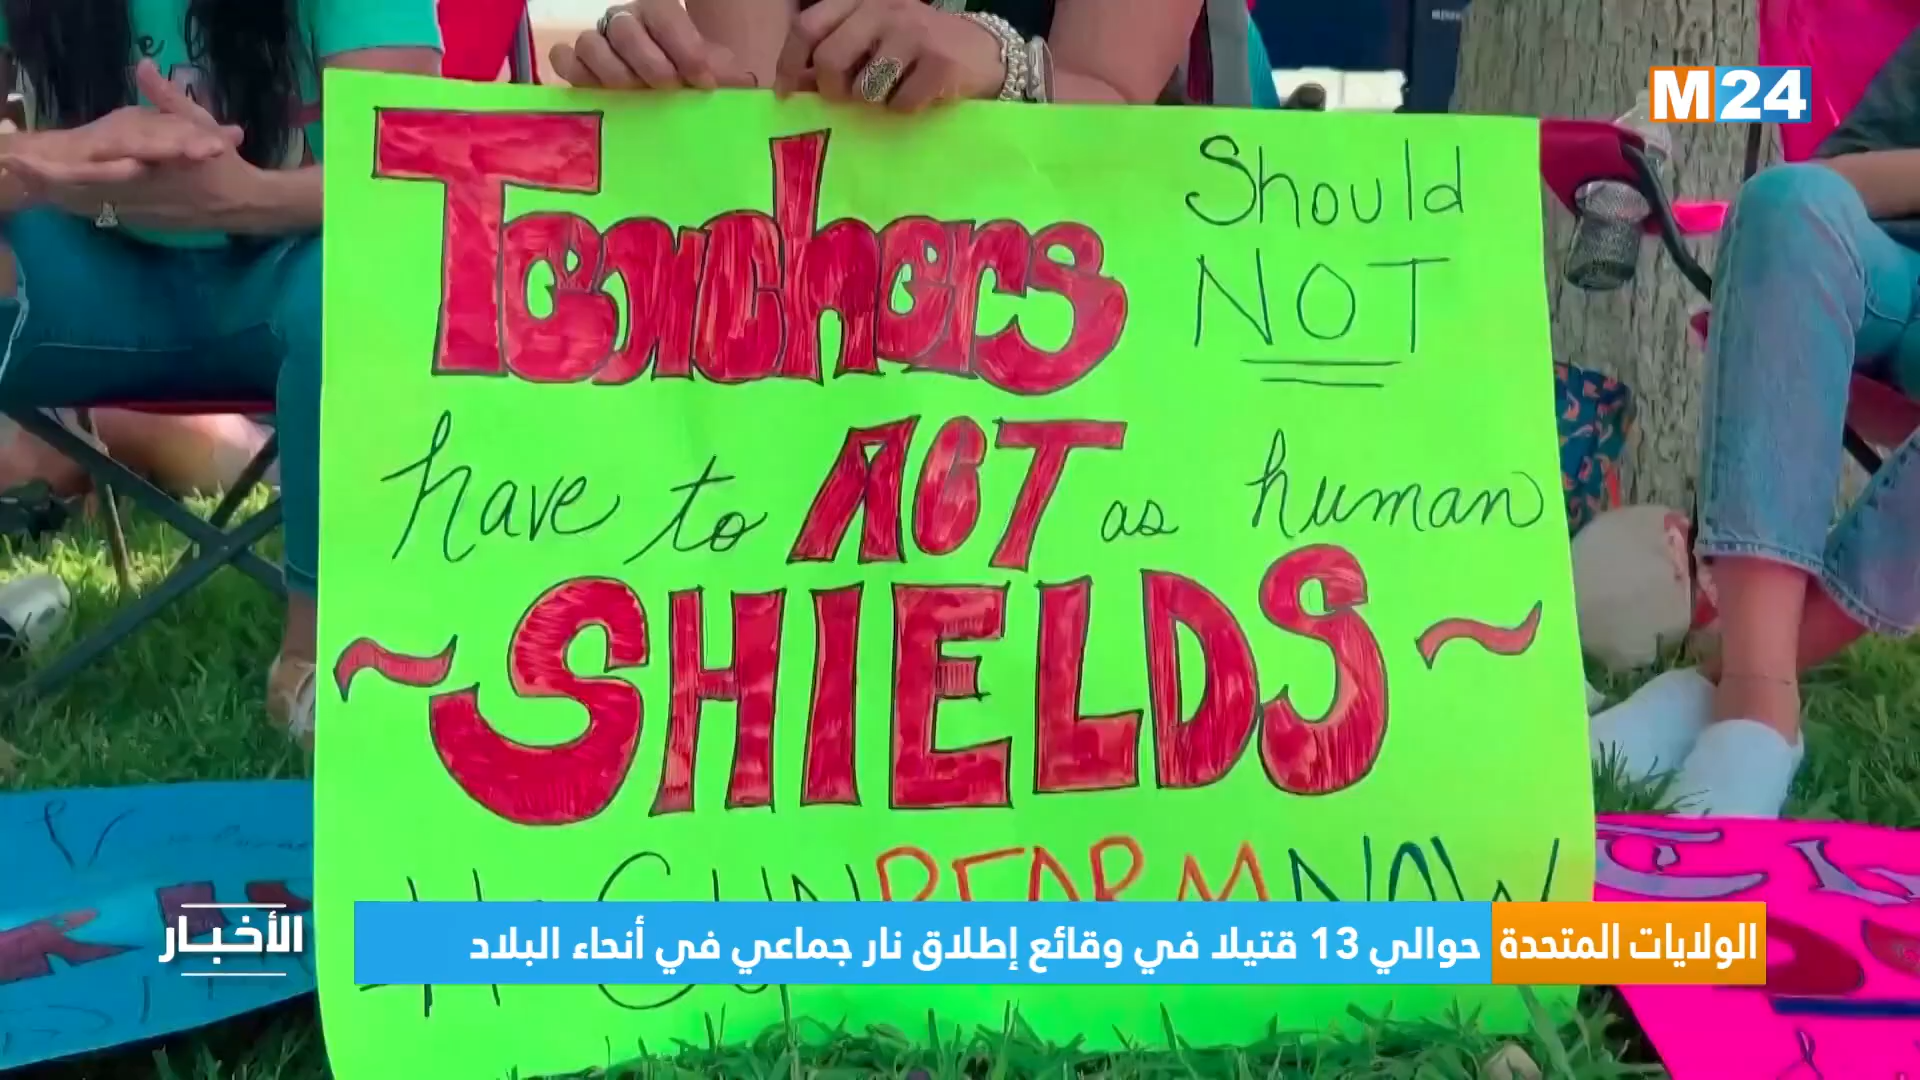 M24
Teachers Should
NOT
have to ACT as human
~SHIELDS~
#GUNREFORMNOW
الولايات المتحدة حوالي 13 قتيلا في وقائع إطلاق نار جماعي في أنحاء البلاد
الأخبار